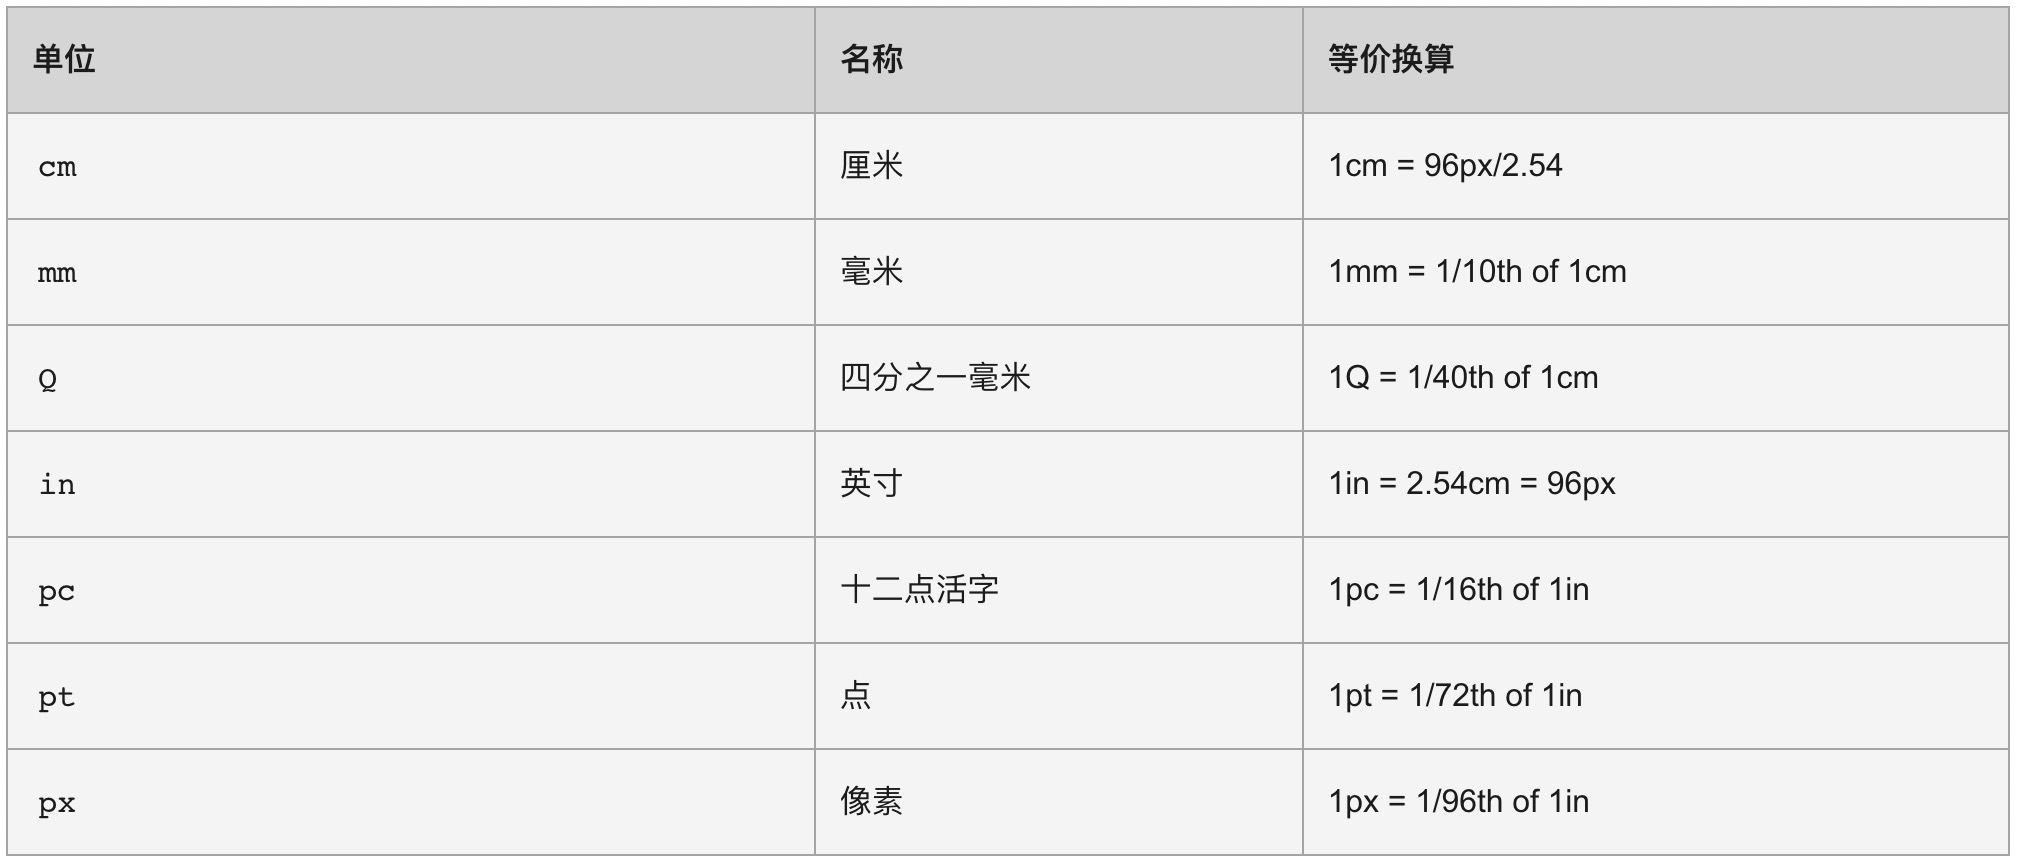 单位 名称 等价换算
cm 厘米 1cm = 96px/2.54
mm 毫米 1mm = 1/10th of 1cm
Q 四分之一毫米 1Q = 1/40th of 1cm
in 英寸 1in = 2.54cm = 96px
pc 十二点活字 1pc = 1/16th of 1in
pt 点 1pt = 1/72th of 1in
px 像素 1px = 1/96th of 1in